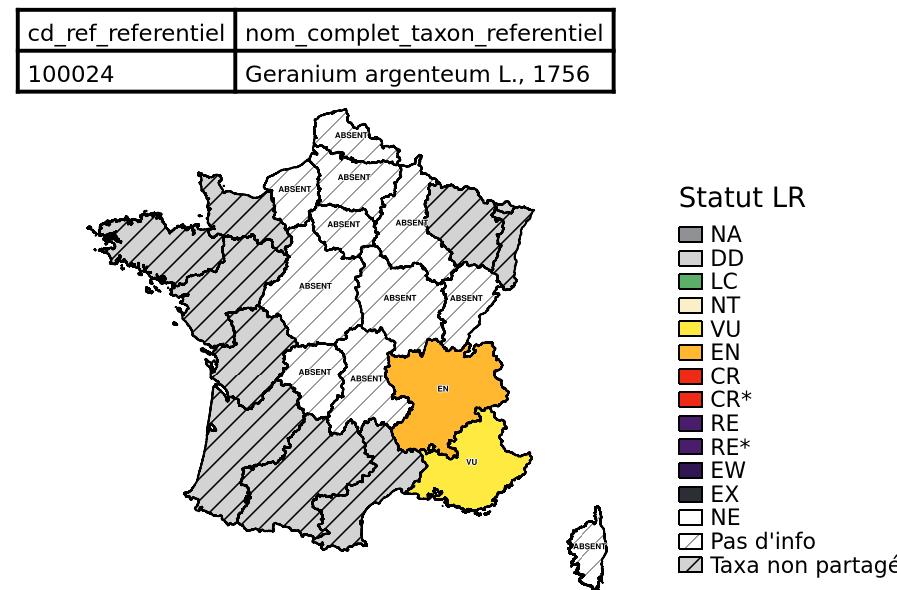 cd_ref_referentiel nom_complet_taxon_referentiel
100024 Geranium argenteum L., 1756
ABSENT
ABSENT
ABSENT
ABSENT
ABSENT
ABSENT
ABSENT
ABSENT
ABSENT
ABSENT
EN
VU
ABSENT
Statut LR
NA
DD
LC
NT
VU
EN
CR
CR*
RE
RE*
EW
EX
NE
Pas d'info
Taxa non partagé